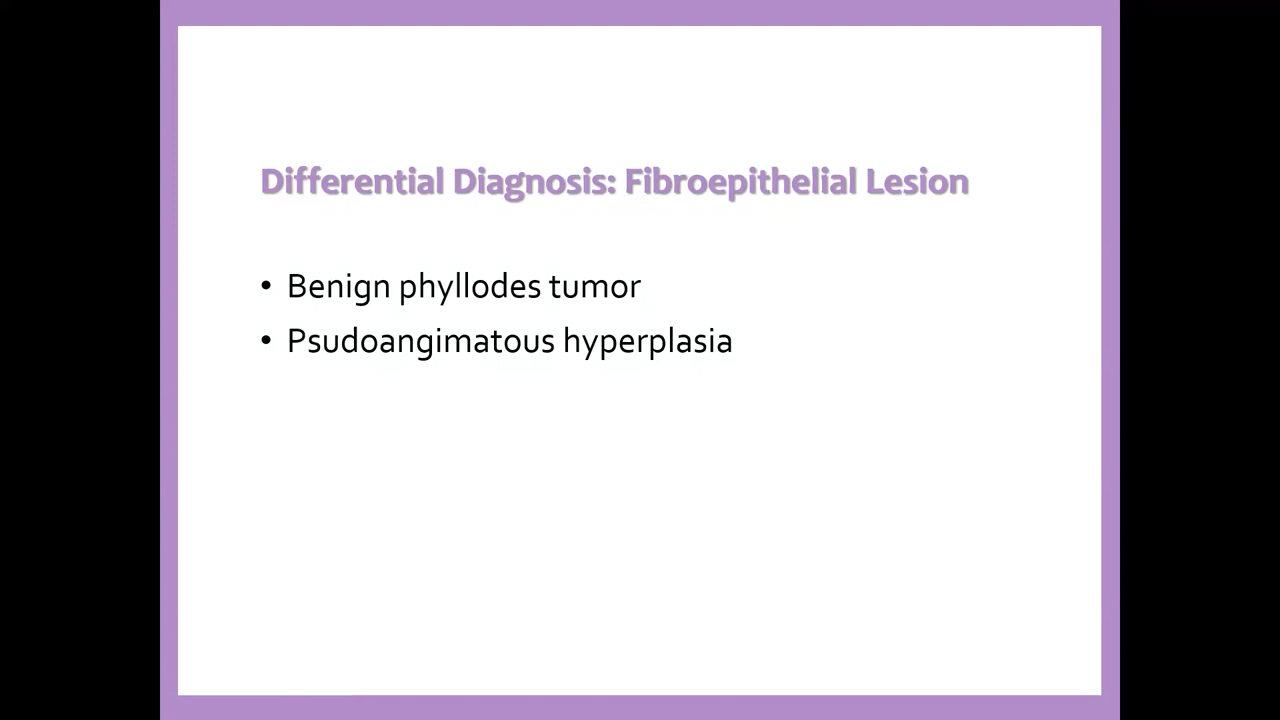 Differential Diagnosis: Fibroepithelial Lesion
• Benign phyllodes tumor
• Psudoangimatous hyperplasia